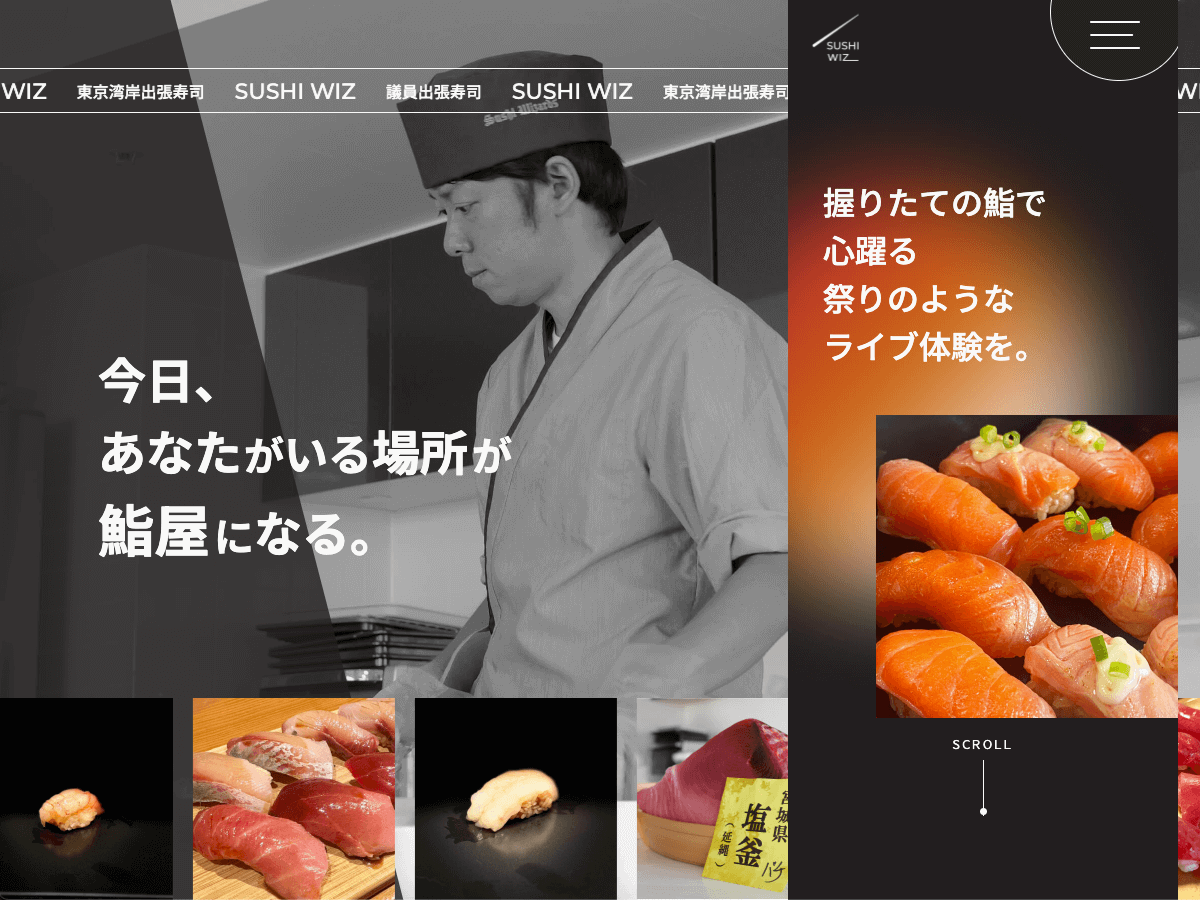 WIZ 東京湾岸出張寿司 SUSHI WIZ 議員出張寿司 SUSHI WIZ 東京湾岸出張寿司
Sushi Wizards
今日、
あなたがいる場所が
鮨屋になる。
宮城県
塩釜
(延縄)
SUSHI
WIZ
握りたての鮨で
心躍る
祭りのような
ライブ体験を。
SCROLL